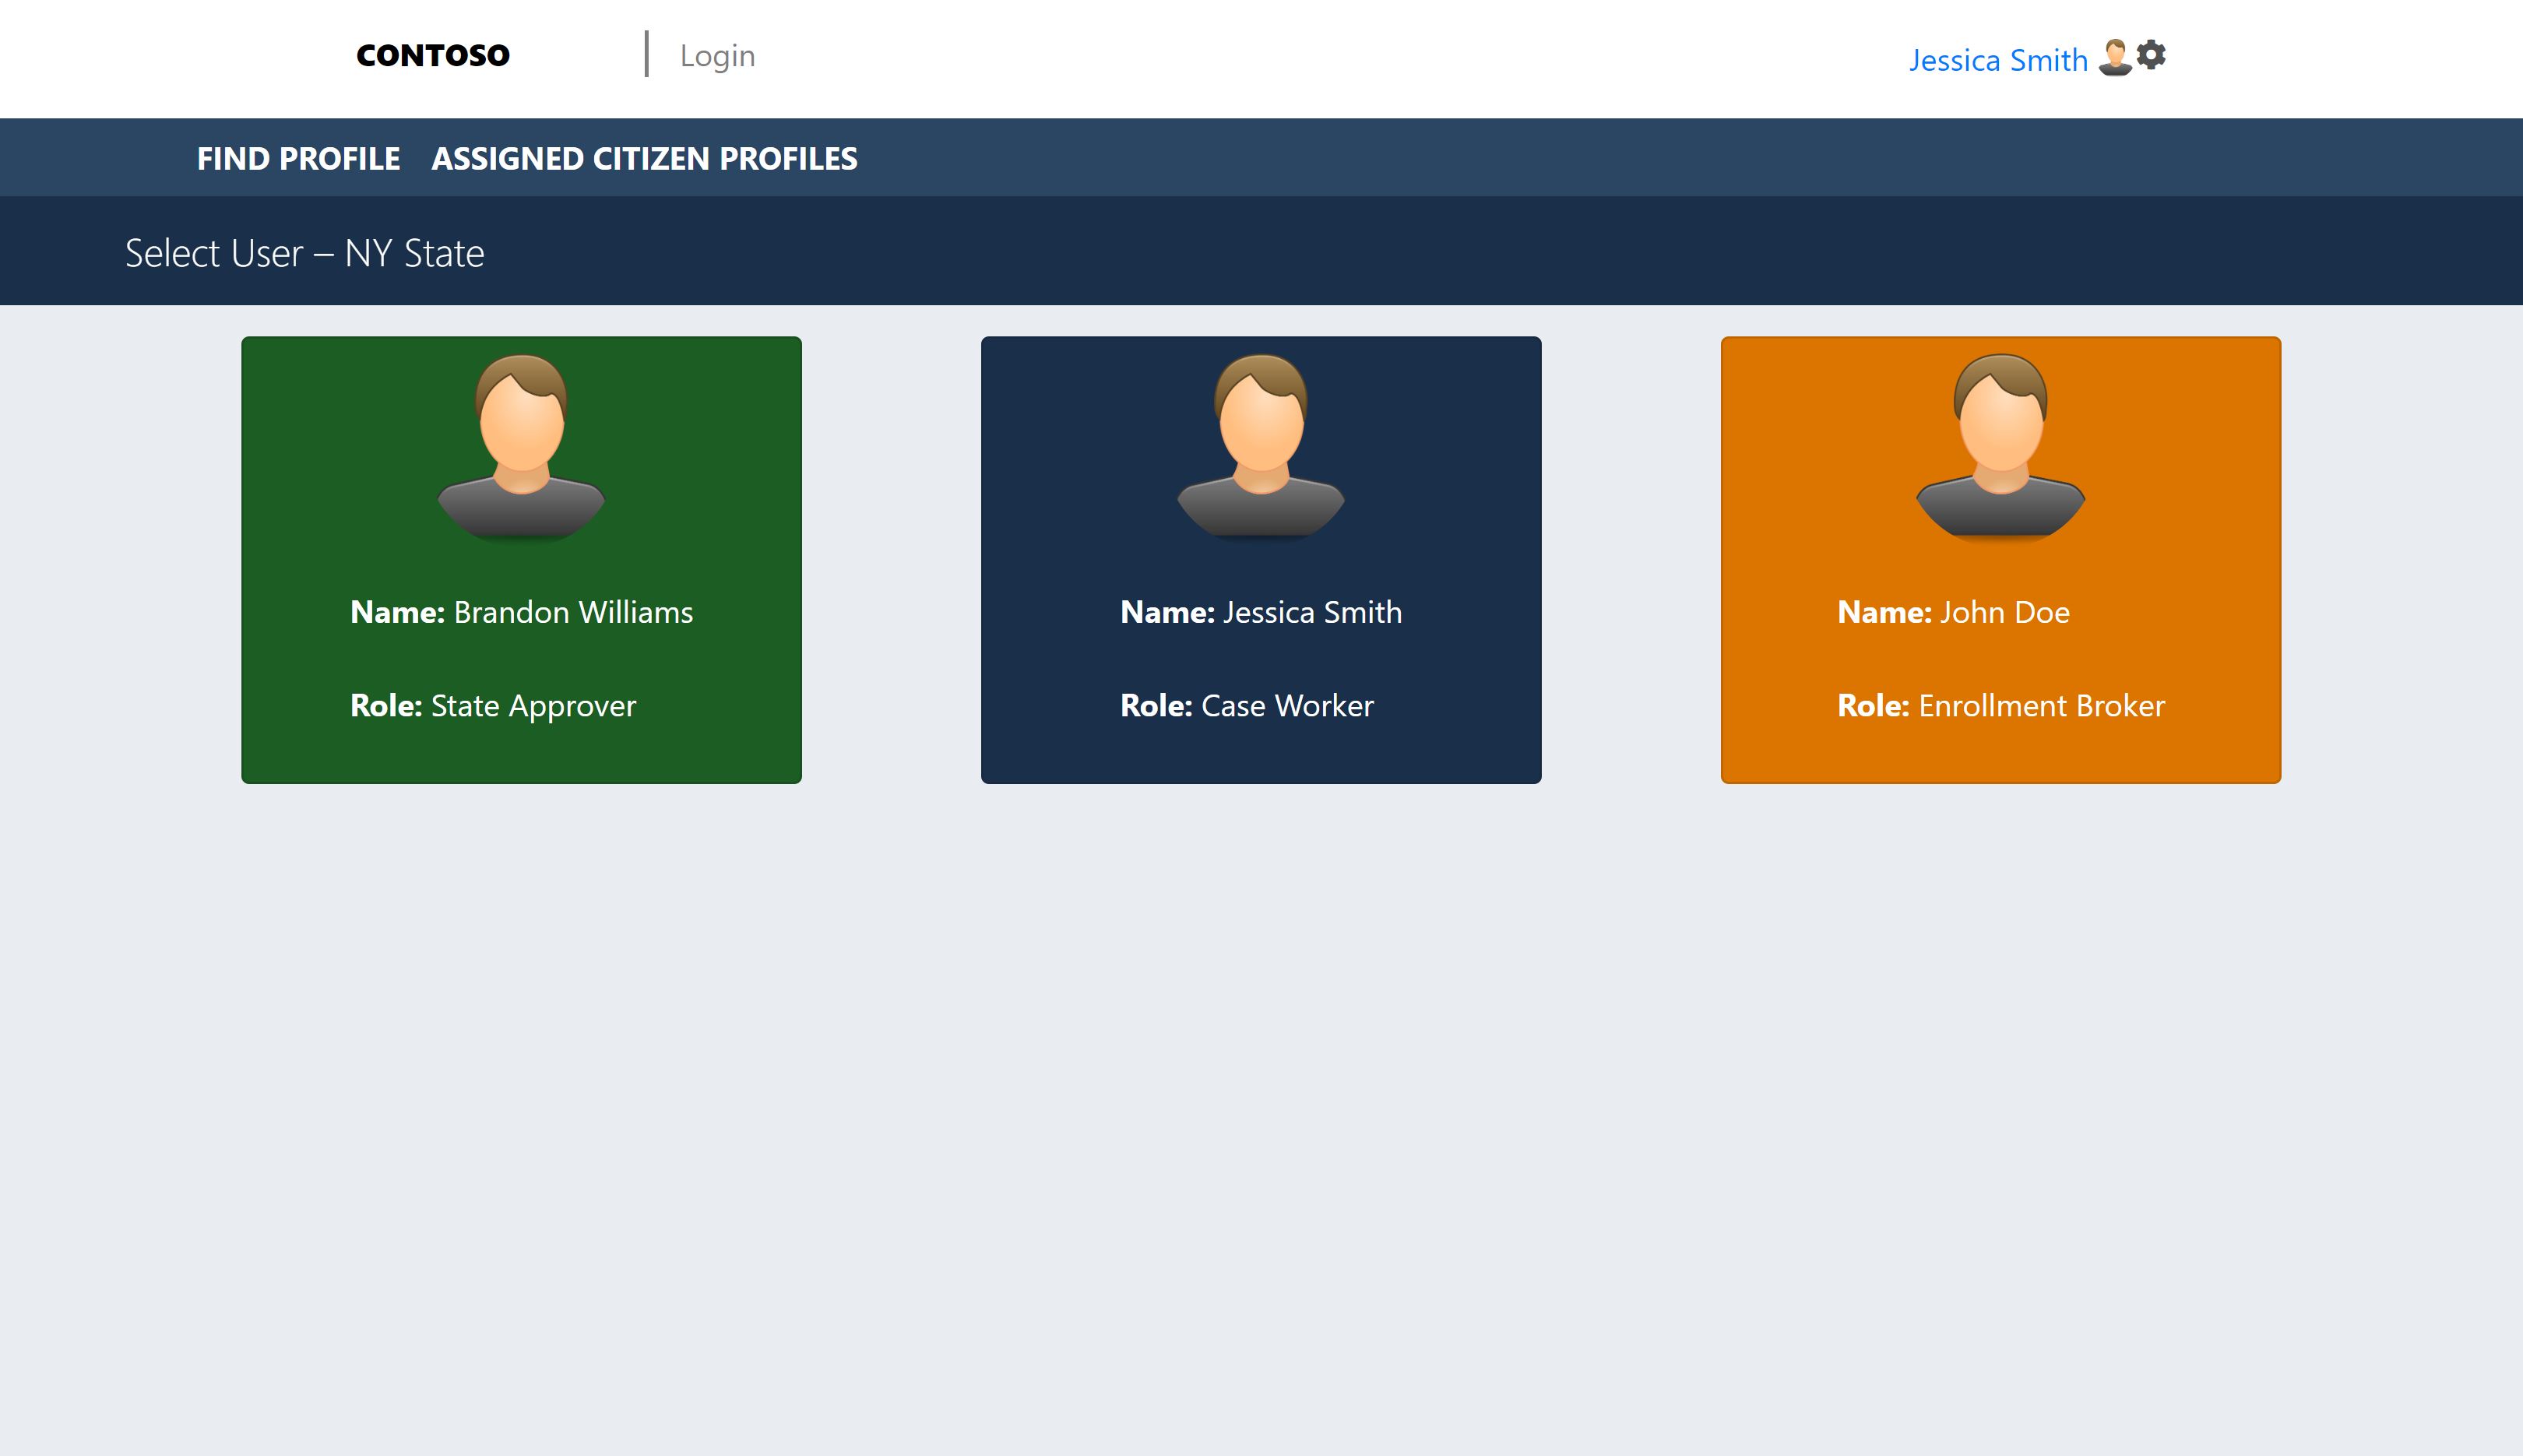 CONTOSO
Login
Jessica Smith
FIND PROFILE ASSIGNED CITIZEN PROFILES
Select User – NY State
Name: Brandon Williams
Role: State Approver
Name: Jessica Smith
Role: Case Worker
Name: John Doe
Role: Enrollment Broker